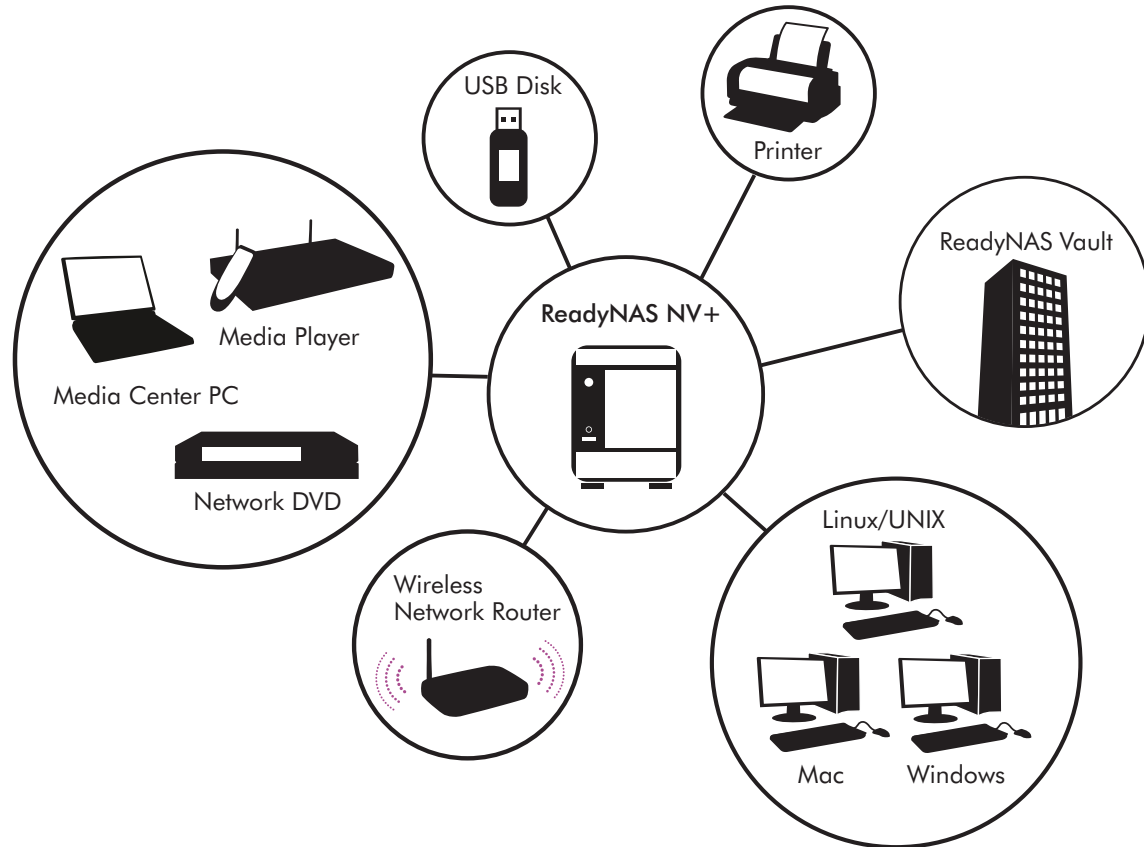 USB Disk
Printer
ReadyNAS Vault
ReadyNAS NV+
Media Player
Media Center PC
Network DVD
Linux/UNIX
Wireless
Network Router
Mac
Windows